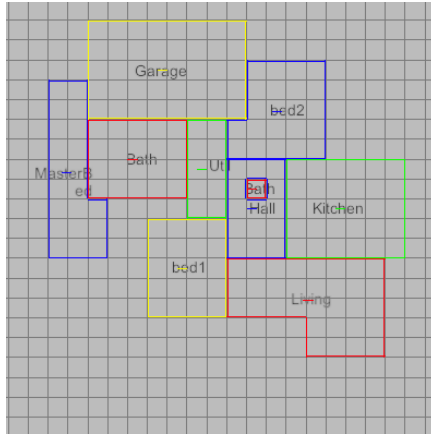 Garage
bed2
Bath
Uti
MasterB
ed
Bath
Hall
Kitchen
bed1
Living